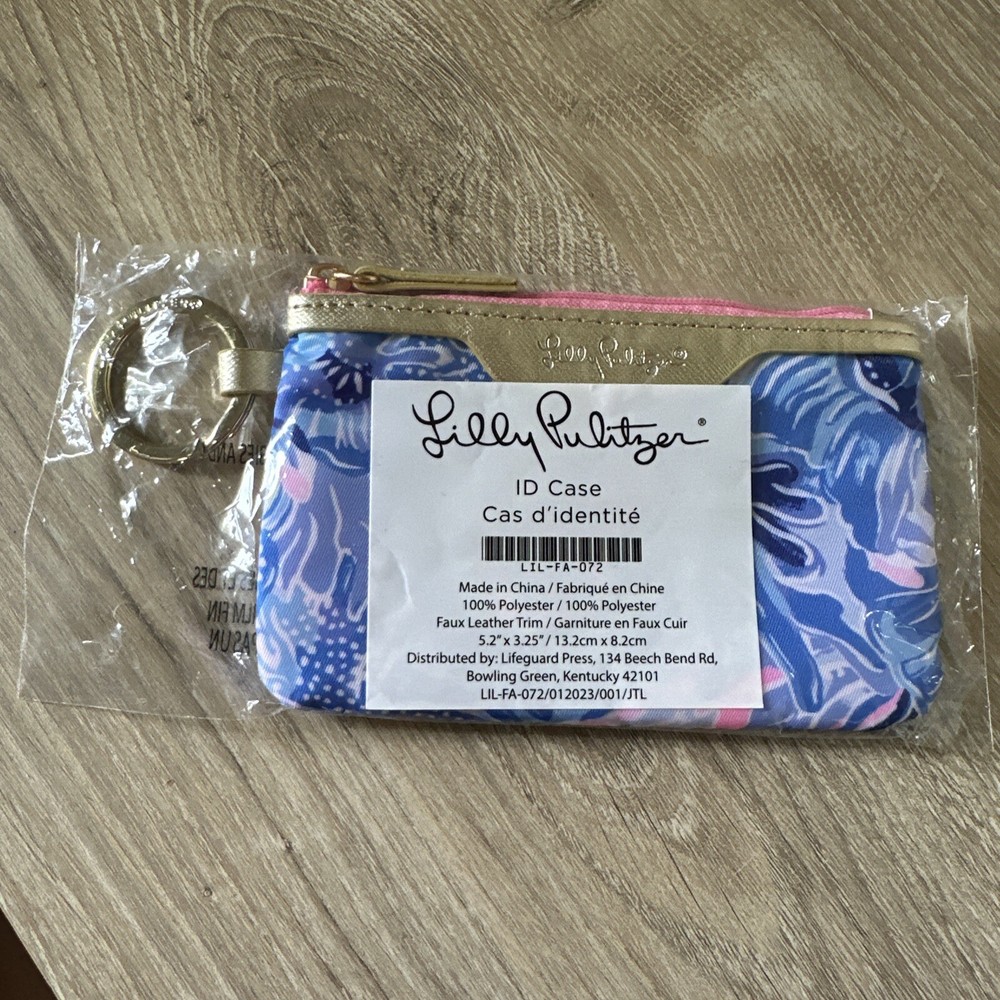 Lilly Pulitzer®
Lilly Pulitzer®
ID Case
Cas d'identité
LIL-FA-072
Made in China / Fabriqué en Chine
100% Polyester / 100% Polyester
Faux Leather Trim / Garniture en Faux Cuir
5.2" x 3.25" / 13.2cm x 8.2cm
Distributed by: Lifeguard Press, 134 Beech Bend Rd,
Bowling Green, Kentucky 42101
LIL-FA-072/012023/001/JTL